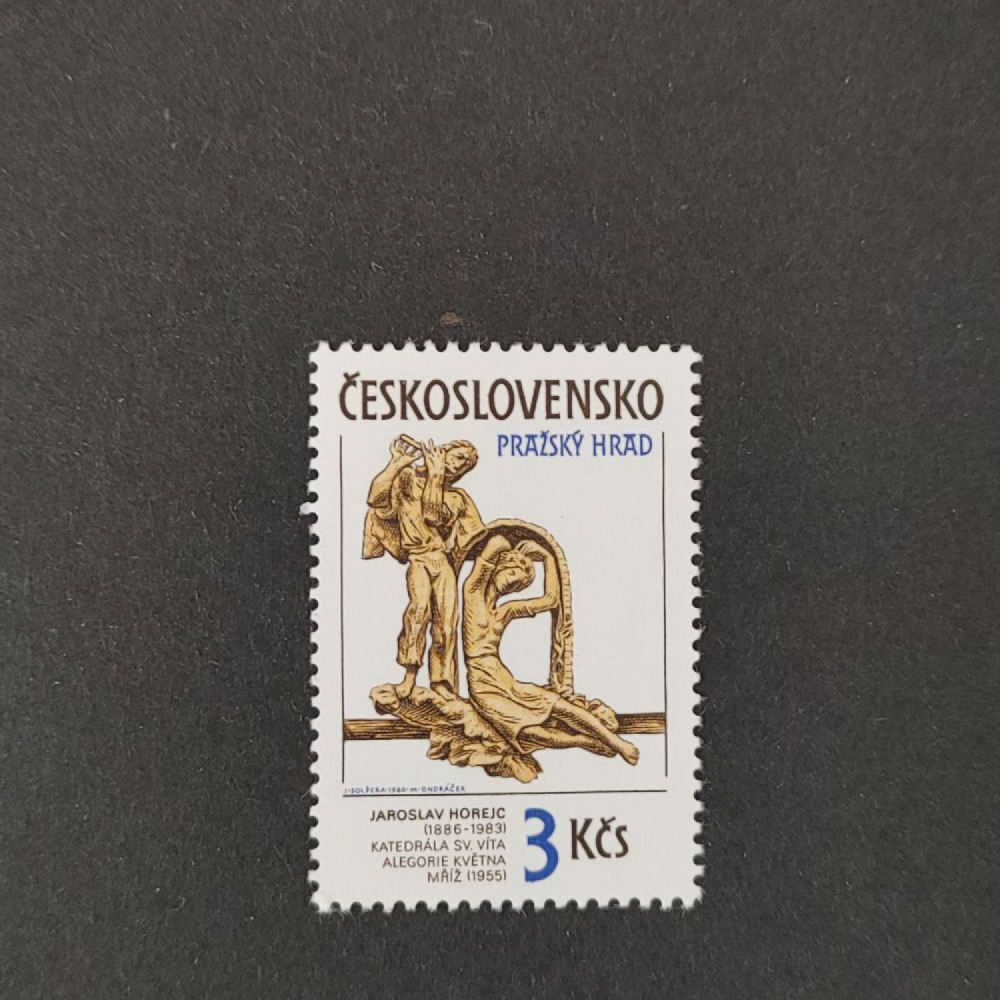 ČESKOSLOVENSKO
PRAŽSKÝ HRAD
J·SOLPERA·1986·M·ONDRÁČEK
JAROSLAV HOREJC
(1886-1983)
KATEDRÁLA SV. VÍTA
ALEGORIE KVĚTNA
MŘÍŽ (1955)
3 Kčs